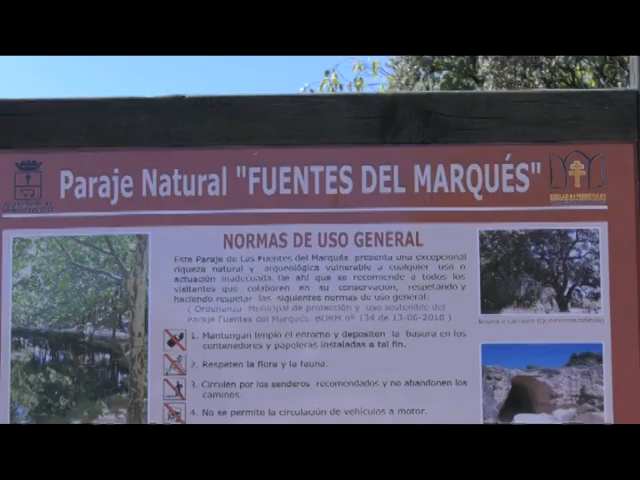 Paraje Natural "FUENTES DEL MARQUÉS"
NORMAS DE USO GENERAL
Este Paraje de Las Fuentes del Marqués presenta una excepcional
riqueza natural y arqueológica vulnerable a cualquier uso o
actuación inadecuada. De ahí que se recomiende a todos los
visitantes que colaboren en su conservación, respetando y
haciendo respetar las siguientes normas de uso general:
( Ordenanza Municipal de protección y uso sostenible del
Paraje Fuentes del Marqués. BORM nº 134 de 13-06-2018 )
1. Mantengan limpio el entorno y depositen la basura en los
contenedores y papeleras instaladas a tal fin.
2. Respeten la flora y la fauna.
3. Circulen por los senderos recomendados y no abandonen los
caminos.
4. No se permite la circulación de vehículos a motor.